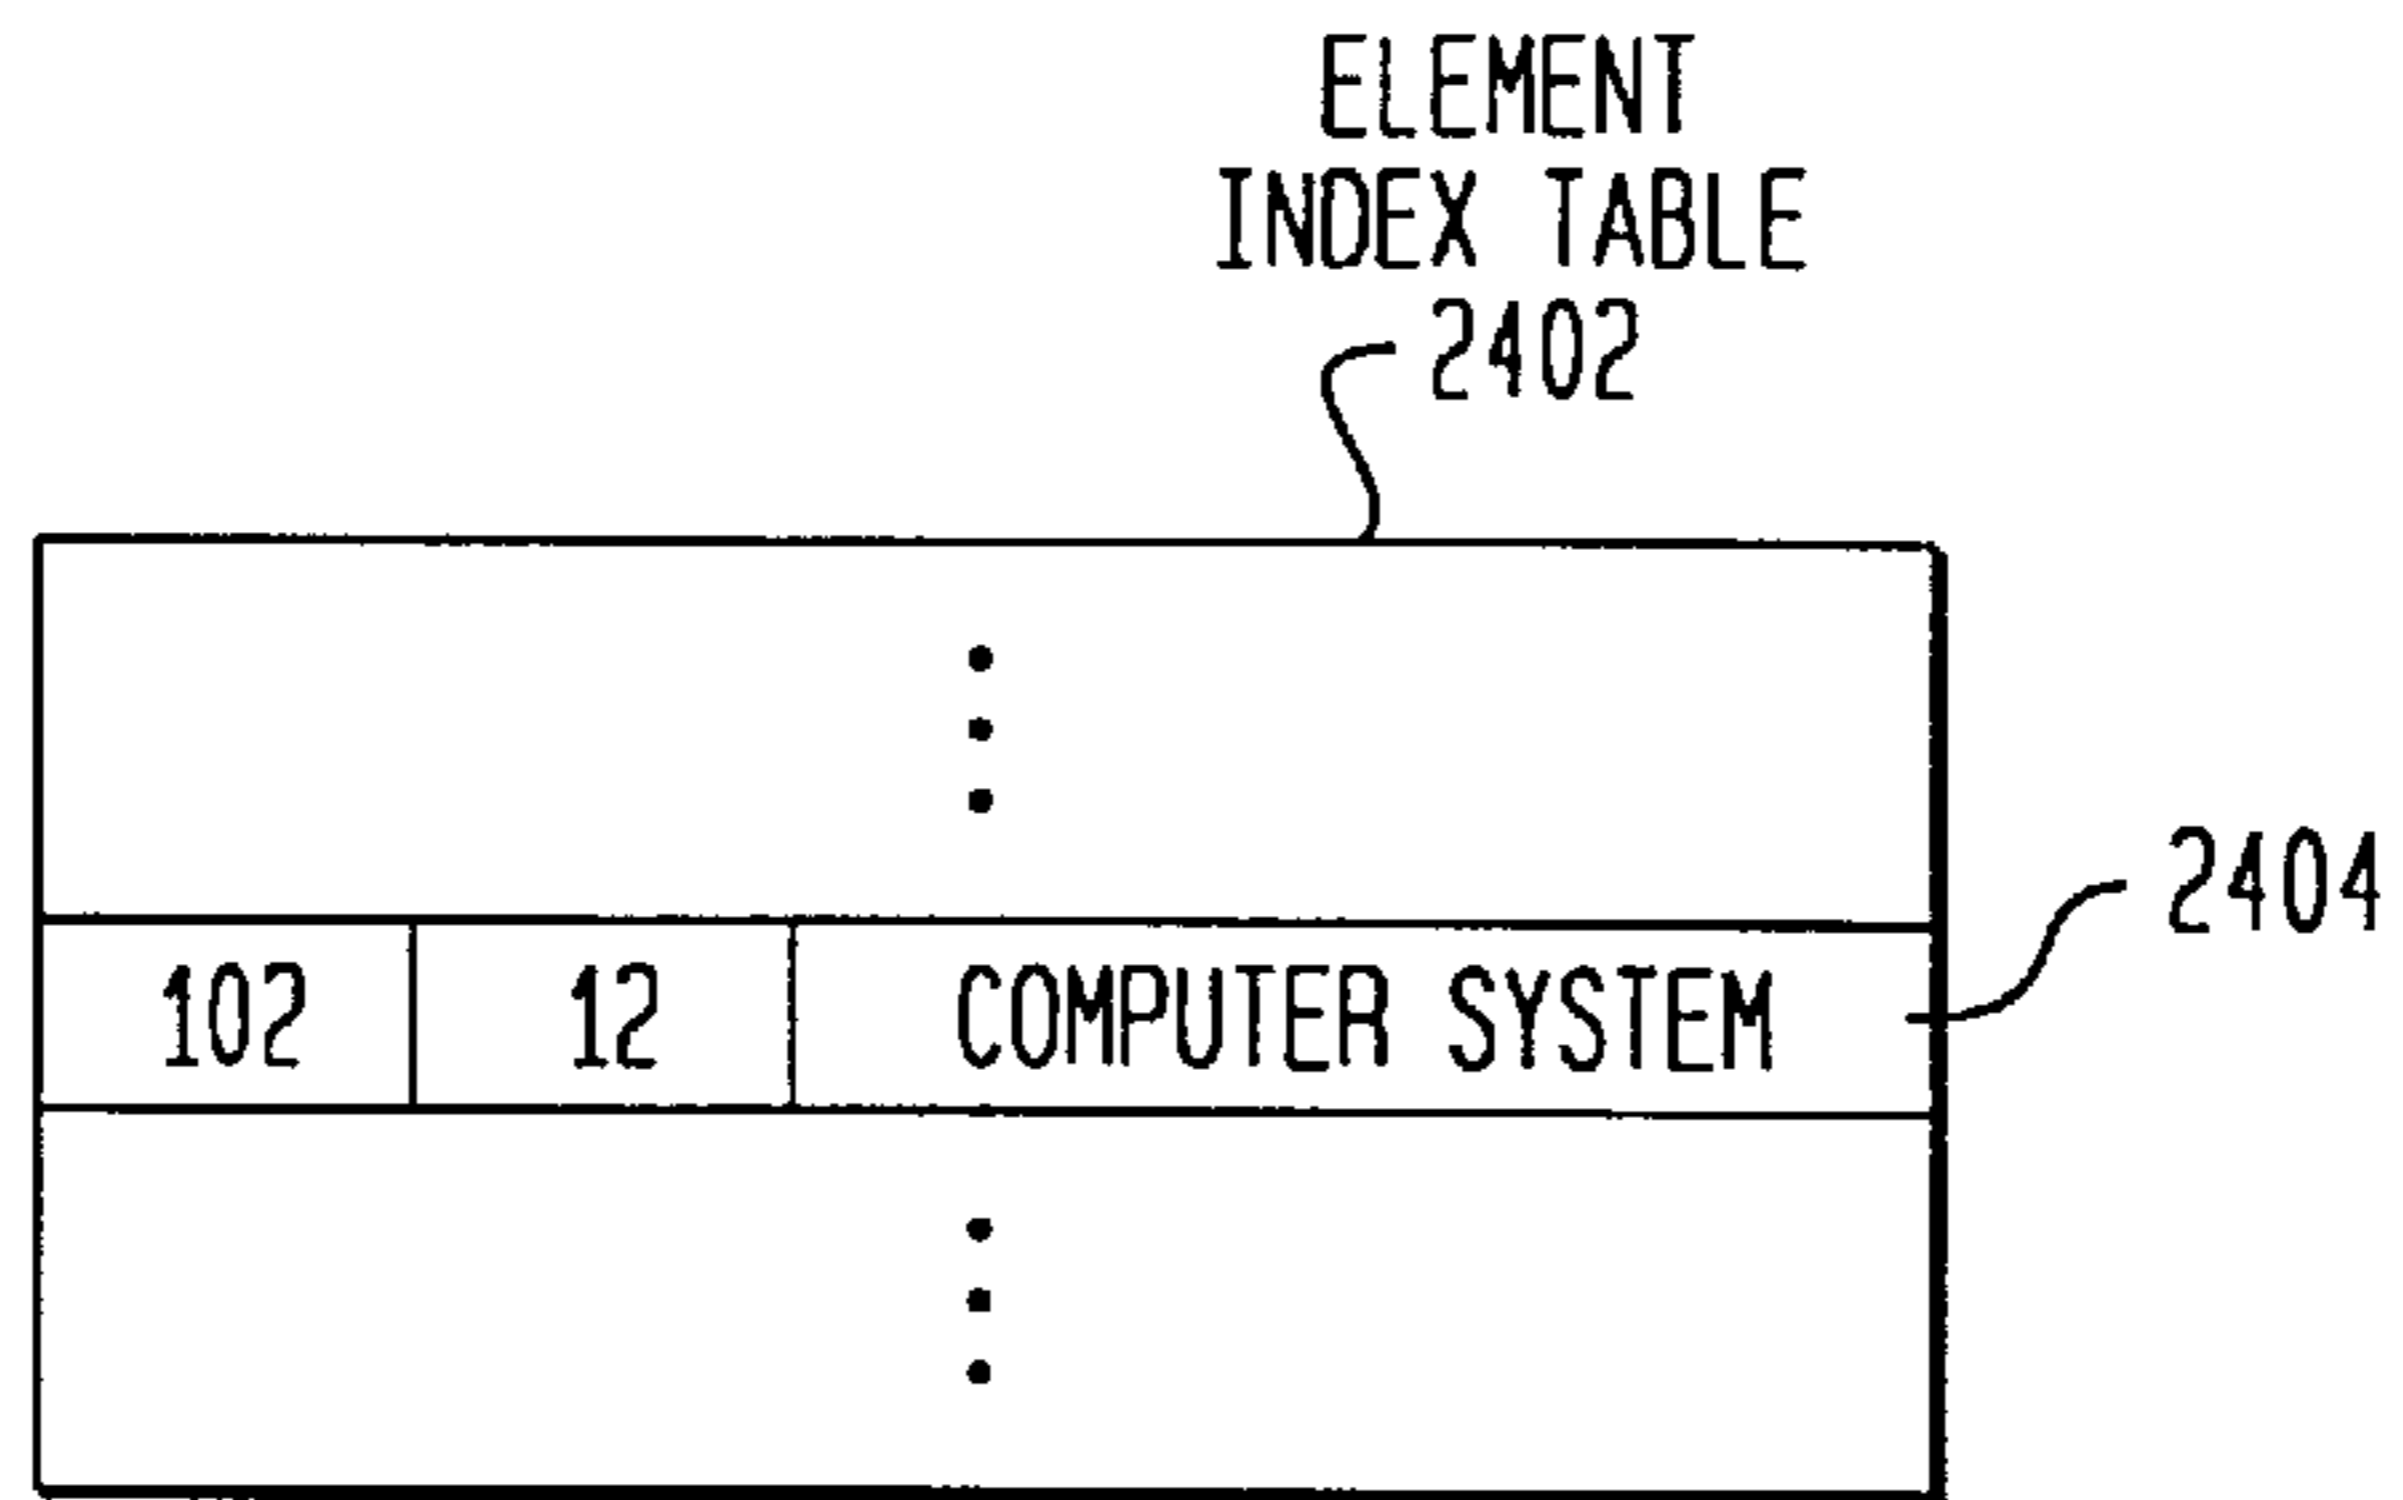 ELEMENT
INDEX TABLE
2402
2404
102 12 COMPUTER SYSTEM